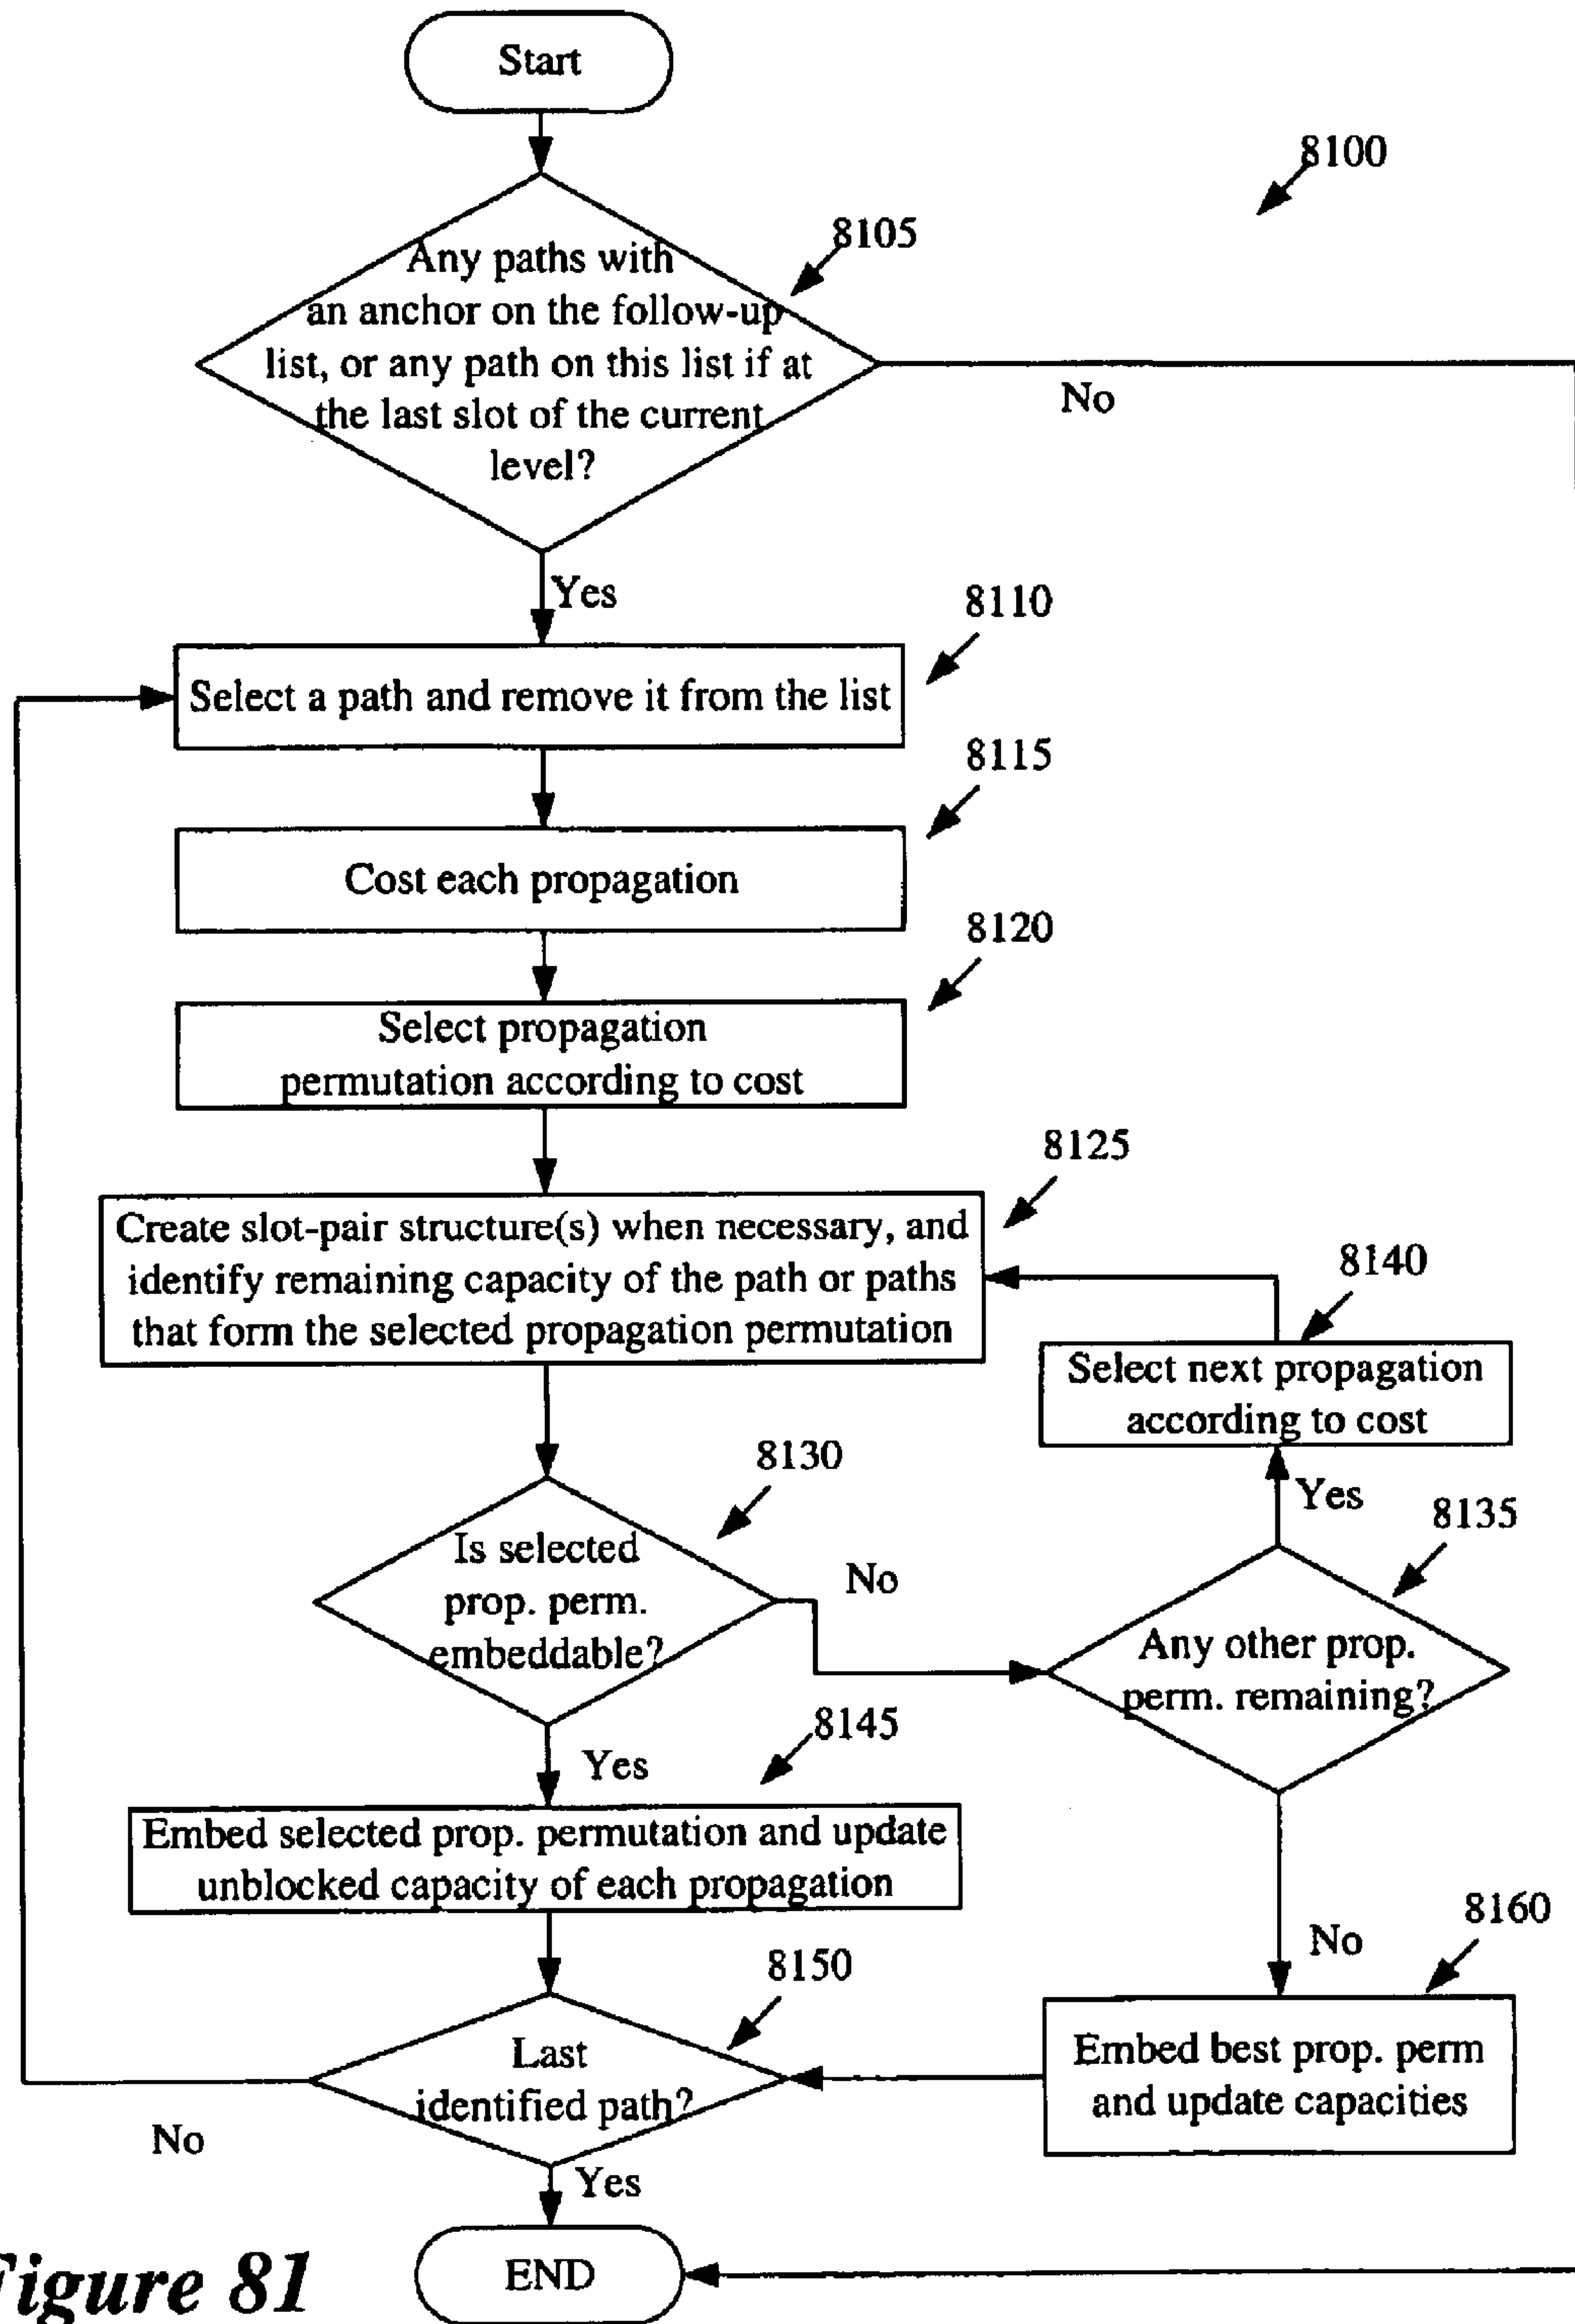 Start
8100
8105
Any paths with
an anchor on the follow-up
list, or any path on this list if at
the last slot of the current
level?
No
Yes
8110
Select a path and remove it from the list
8115
Cost each propagation
8120
Select propagation
permutation according to cost
8125
Create slot-pair structure(s) when necessary, and
identify remaining capacity of the path or paths
that form the selected propagation permutation
8140
Select next propagation
according to cost
8130
Yes
8135
Is selected
prop. perm.
embeddable?
No
Any other prop.
perm. remaining?
8145
Yes
Embed selected prop. permutation and update
unblocked capacity of each propagation
8160
No
8150
Last
identified path?
Embed best prop. perm
and update capacities
No
Yes
END
Figure 81